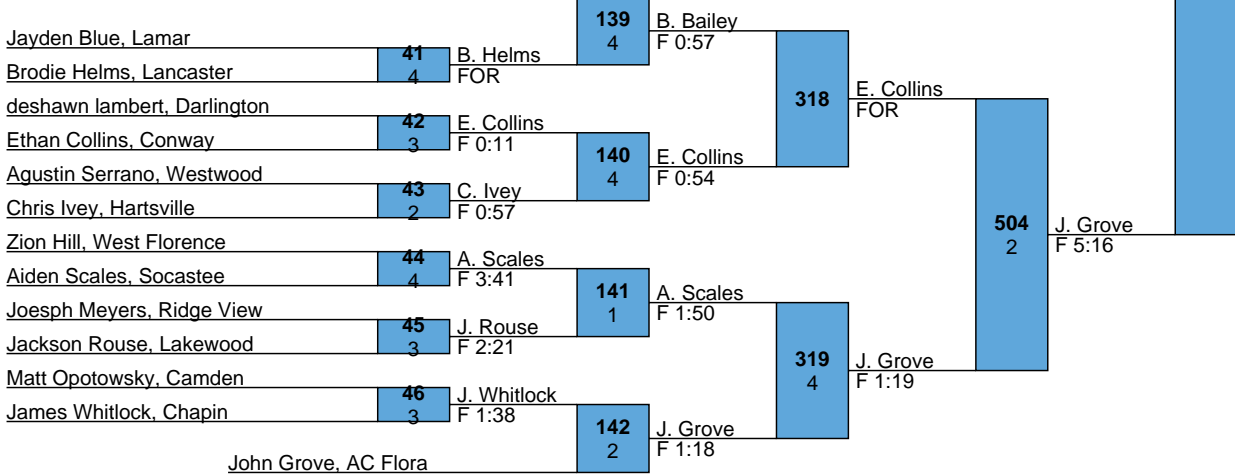 139
4
B. Bailey
F 0:57
Jayden Blue, Lamar
41
4
B. Helms
FOR
Brodie Helms, Lancaster
318
E. Collins
FOR
deshawn lambert, Darlington
42
3
E. Collins
F 0:11
Ethan Collins, Conway
140
4
E. Collins
F 0:54
Agustin Serrano, Westwood
43
2
C. Ivey
F 0:57
Chris Ivey, Hartsville
504
2
J. Grove
F 5:16
Zion Hill, West Florence
44
4
A. Scales
F 3:41
Aiden Scales, Socastee
141
1
A. Scales
F 1:50
Joesph Meyers, Ridge View
45
3
J. Rouse
F 2:21
Jackson Rouse, Lakewood
319
4
J. Grove
F 1:19
Matt Opotowsky, Camden
46
3
J. Whitlock
F 1:38
James Whitlock, Chapin
142
2
J. Grove
F 1:18
John Grove, AC Flora